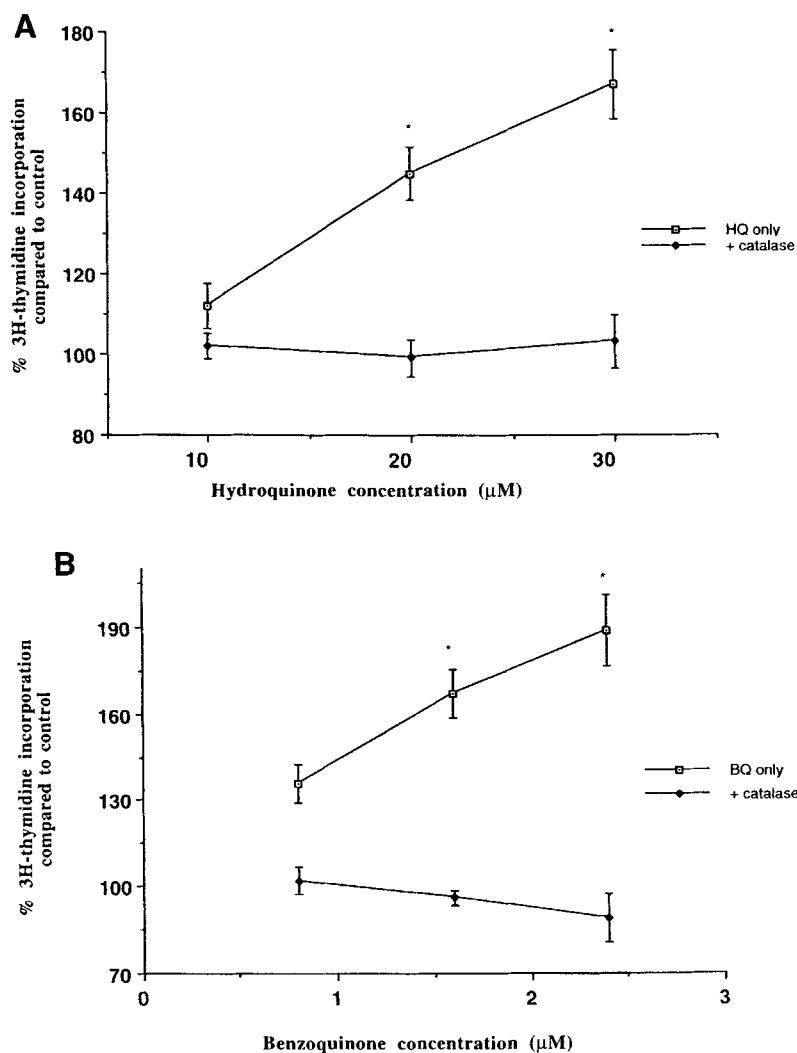 A
180
160
140
120
100
80
% 3H-thymidine incorporation
compared to control
*
*
HQ only
+ catalase
10
20
30
Hydroquinone concentration (µM)
B
190
160
130
100
70
% 3H-thymidine incorporation
compared to control
*
*
BQ only
+ catalase
0
1
2
3
Benzoquinone concentration (µM)